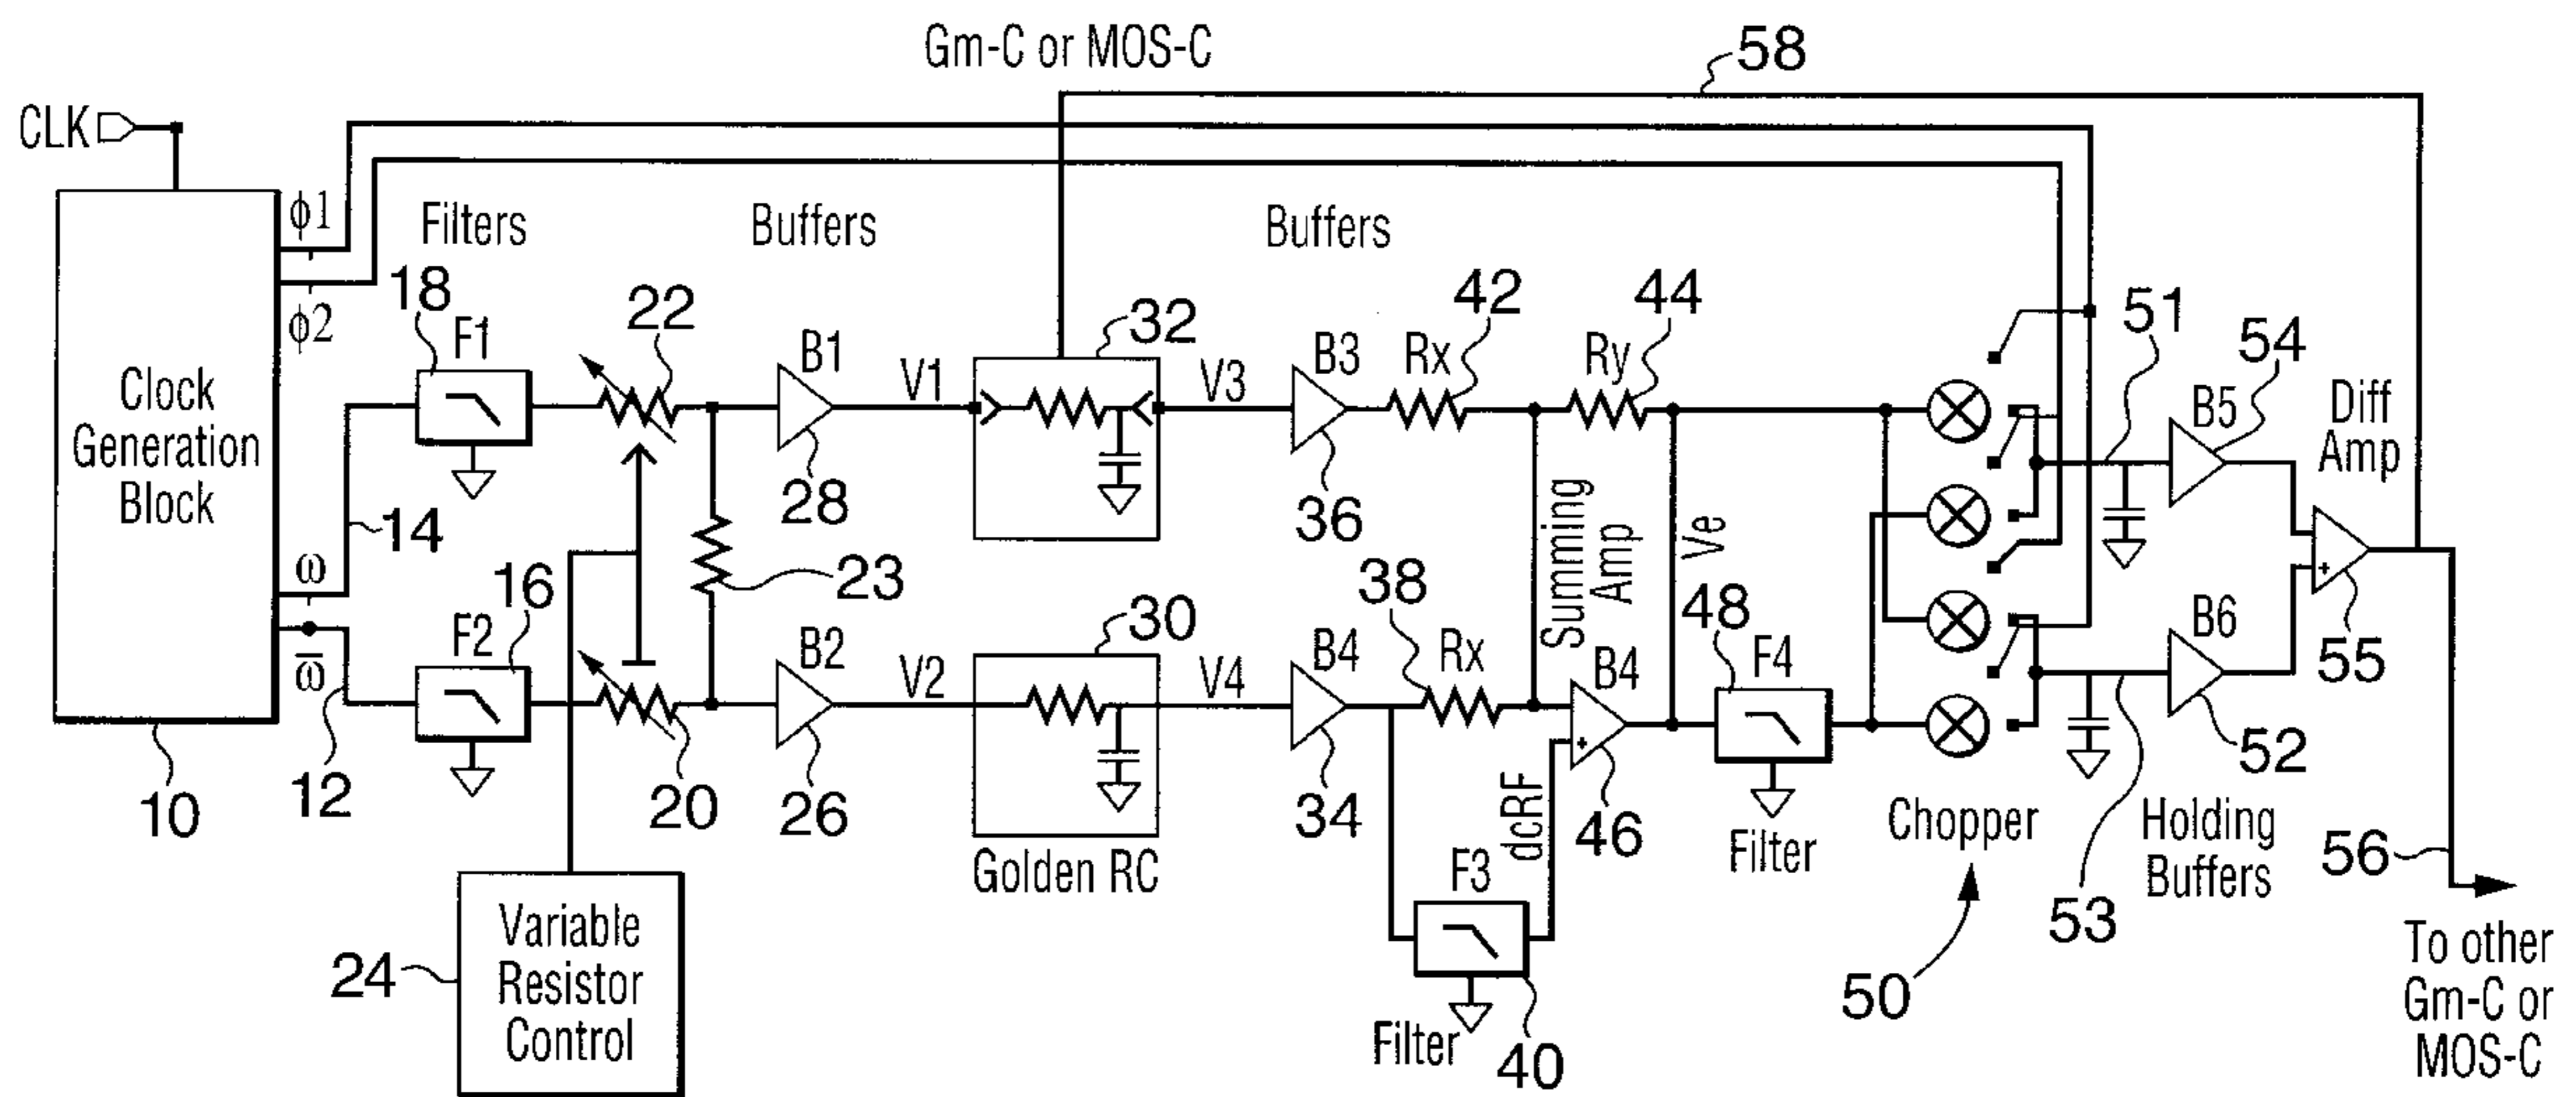 Gm-C or MOS-C
58
CLK
ϕ1
Filters
Buffers
Buffers
ϕ2
18
F1
22
B1
V1
32
V3
B3
Rx
42
Ry
44
51
54
B5
Diff
Amp
Clock
Generation
Block
14
28
36
Summing
Amp
Ve
ω
ω̅
F2
16
23
B2
V2
30
V4
B4
38
Rx
B4
48
F4
B6
55
10
12
20
26
34
dcRF
46
Filter
Chopper
52
Holding
Buffers
56
Golden RC
F3
53
24
Variable
Resistor
Control
Filter
40
50
To other
Gm-C or
MOS-C
+
+